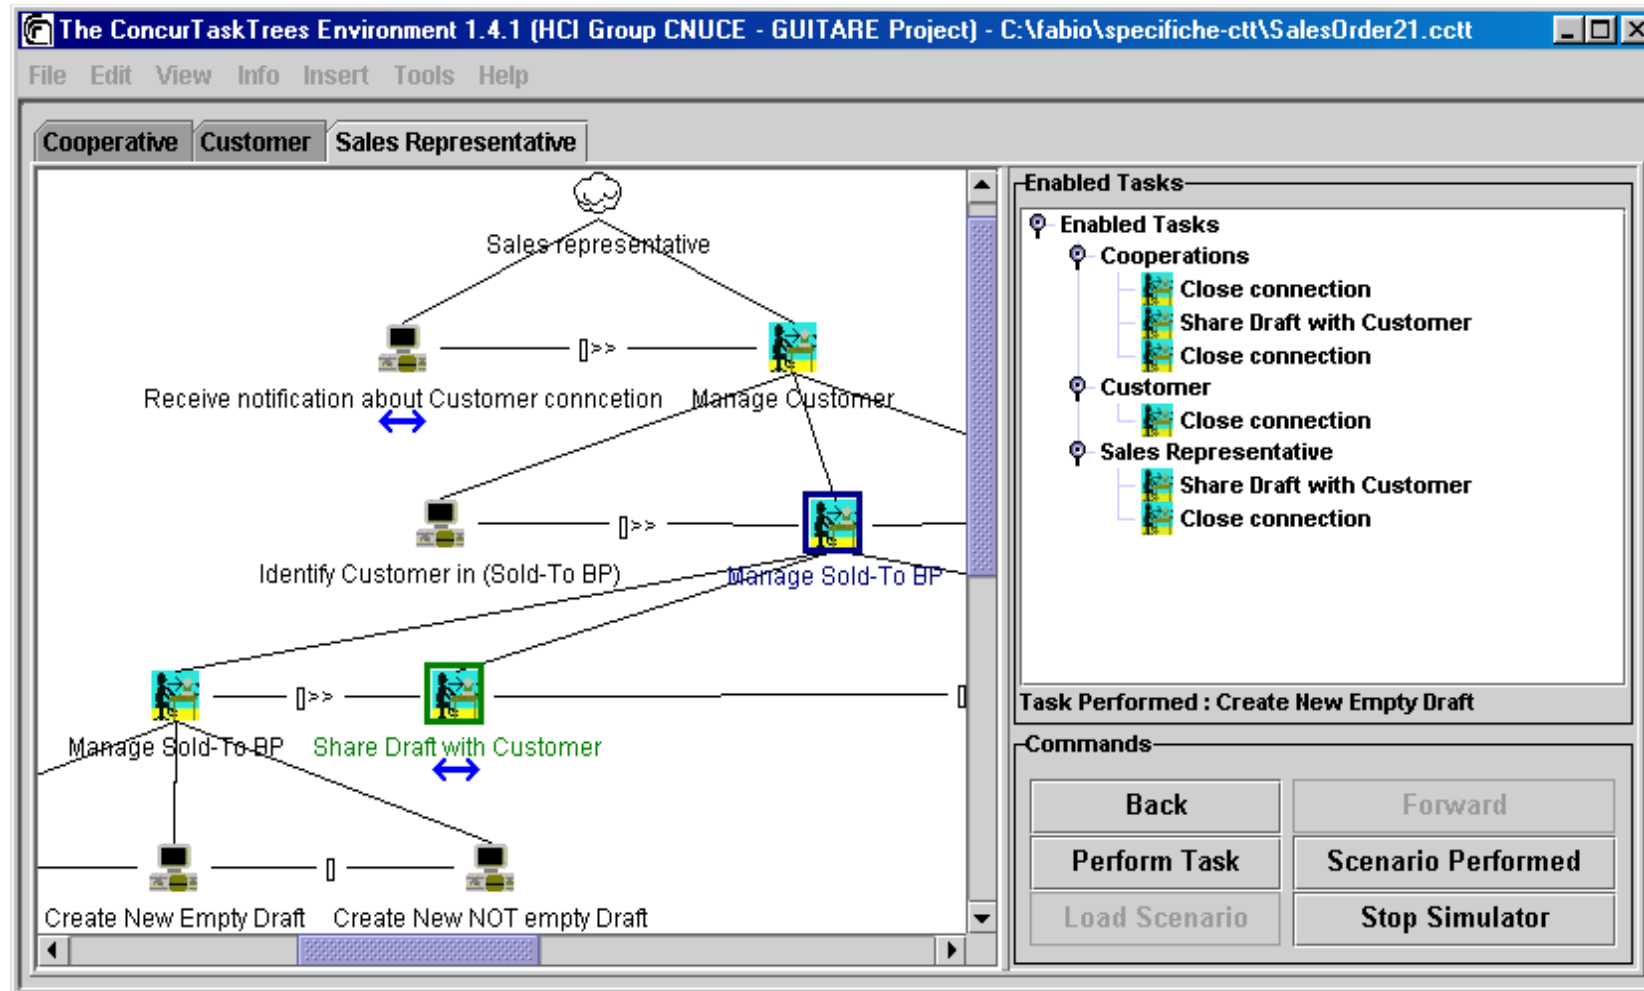 The ConcurTaskTrees Environment 1.4.1 (HCI Group CNUCE - GUITARE Project) - C:\fabio\specifiche-ctt\SalesOrder21.cctt
File Edit View Info Insert Tools Help
Cooperative Customer Sales Representative
Sales representative
[]>>
Receive notification about Customer conncetion Manage Customer
[]>>
Identify Customer in (Sold-To BP) Manage Sold-To BP
[]>> []
Manage Sold-To BP Share Draft with Customer
[]
Create New Empty Draft Create New NOT empty Draft
Enabled Tasks
Enabled Tasks
Cooperations
Close connection
Share Draft with Customer
Close connection
Customer
Close connection
Sales Representative
Share Draft with Customer
Close connection
Task Performed : Create New Empty Draft
Commands
Back Forward
Perform Task Scenario Performed
Load Scenario Stop Simulator